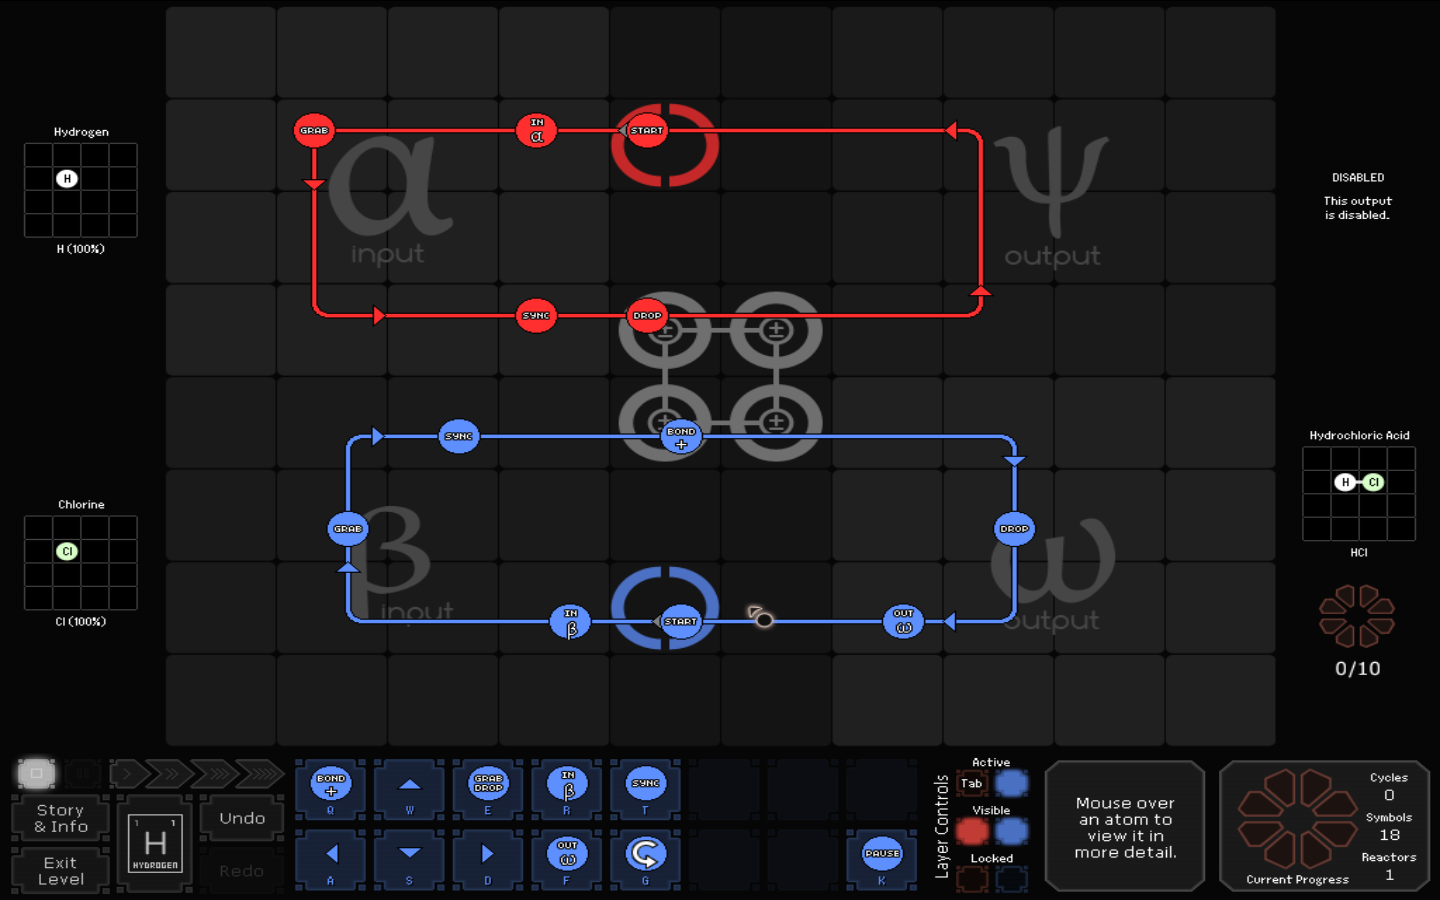 Hydrogen
H
H (100%)
GRAB
IN
α
START
α
input
ψ
output
DISABLED
This output
is disabled.
SYNC
DROP
±
±
±
±
SYNC
BOND
+
Chlorine
Cl
Cl (100%)
GRAB
β
input
IN
β
START
OUT
ω
DROP
ω
output
Hydrochloric Acid
H
Cl
HCl
0/10
Story
& Info
Exit
Level
1
1
H
HYDROGEN
Undo
Redo
BOND
+
Q
W
GRAB
DROP
E
IN
β
R
SYNC
T
A
S
D
OUT
ω
F
G
PAUSE
K
Layer Controls
Active
Tab
Visible
Locked
Mouse over
an atom to
view it in
more detail.
Cycles
0
Symbols
18
Reactors
1
Current Progress